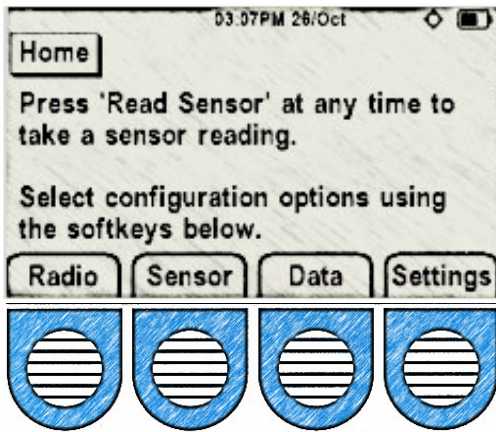 03:07PM 26/Oct
Home
Press 'Read Sensor' at any time to
take a sensor reading.
Select configuration options using
the softkeys below.
Radio Sensor Data Settings